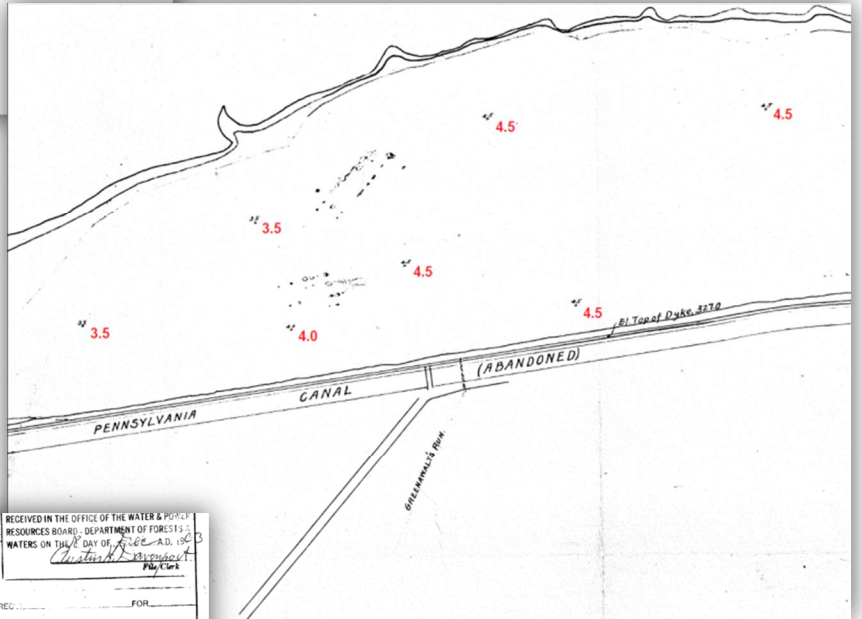 4.5
4.5
3.5
4.5
4.5
3.5
4.0
El Top of Dyke. 327.0
(ABANDONED)
CANAL
PENNSYLVANIA
GREENAWALT'S RUN.
RECEIVED IN THE OFFICE OF THE WATER & POWER
RESOURCES BOARD - DEPARTMENT OF FORESTS &
WATERS ON THE DAY OF A.D. 19
Davenport
File/Clerk
FOR